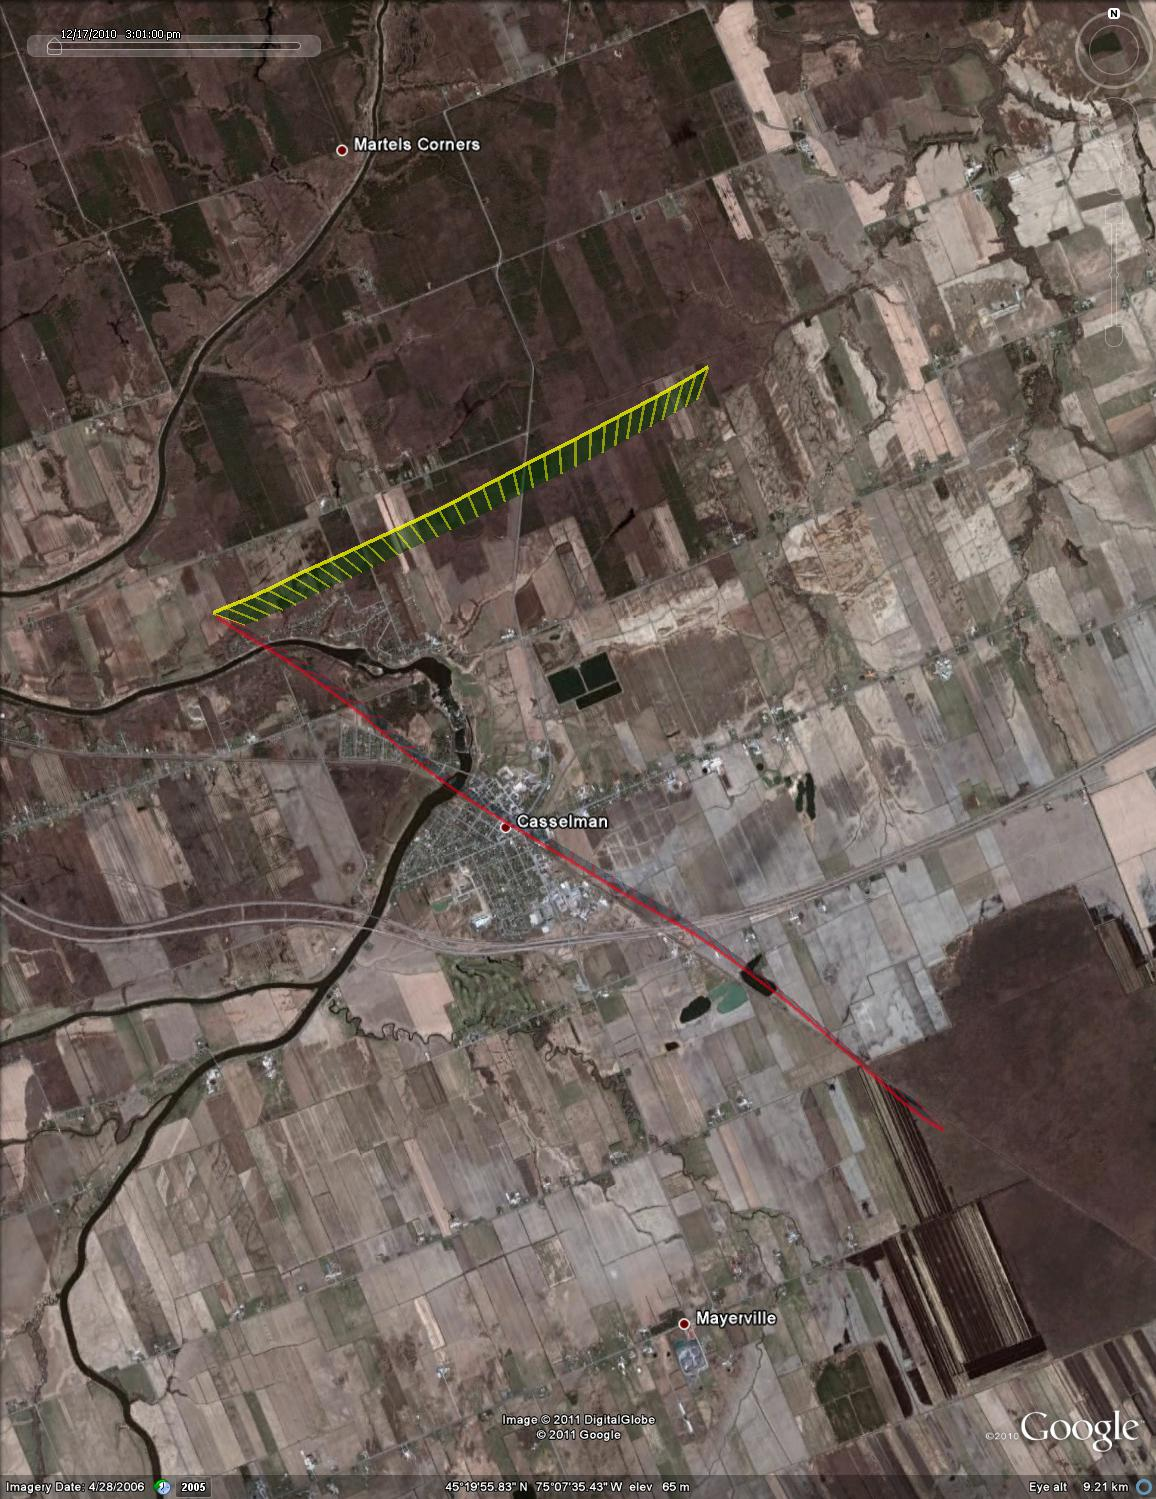 12/17/2010 3:01:00 pm
N
Martels Corners
Casselman
Mayerville
Image © 2011 DigitalGlobe
© 2011 Google
©2010 Google
Imagery Date: 4/28/2006 2005 45°19'55.83" N 75°07'35.43" W elev 65 m Eye alt 9.21 km